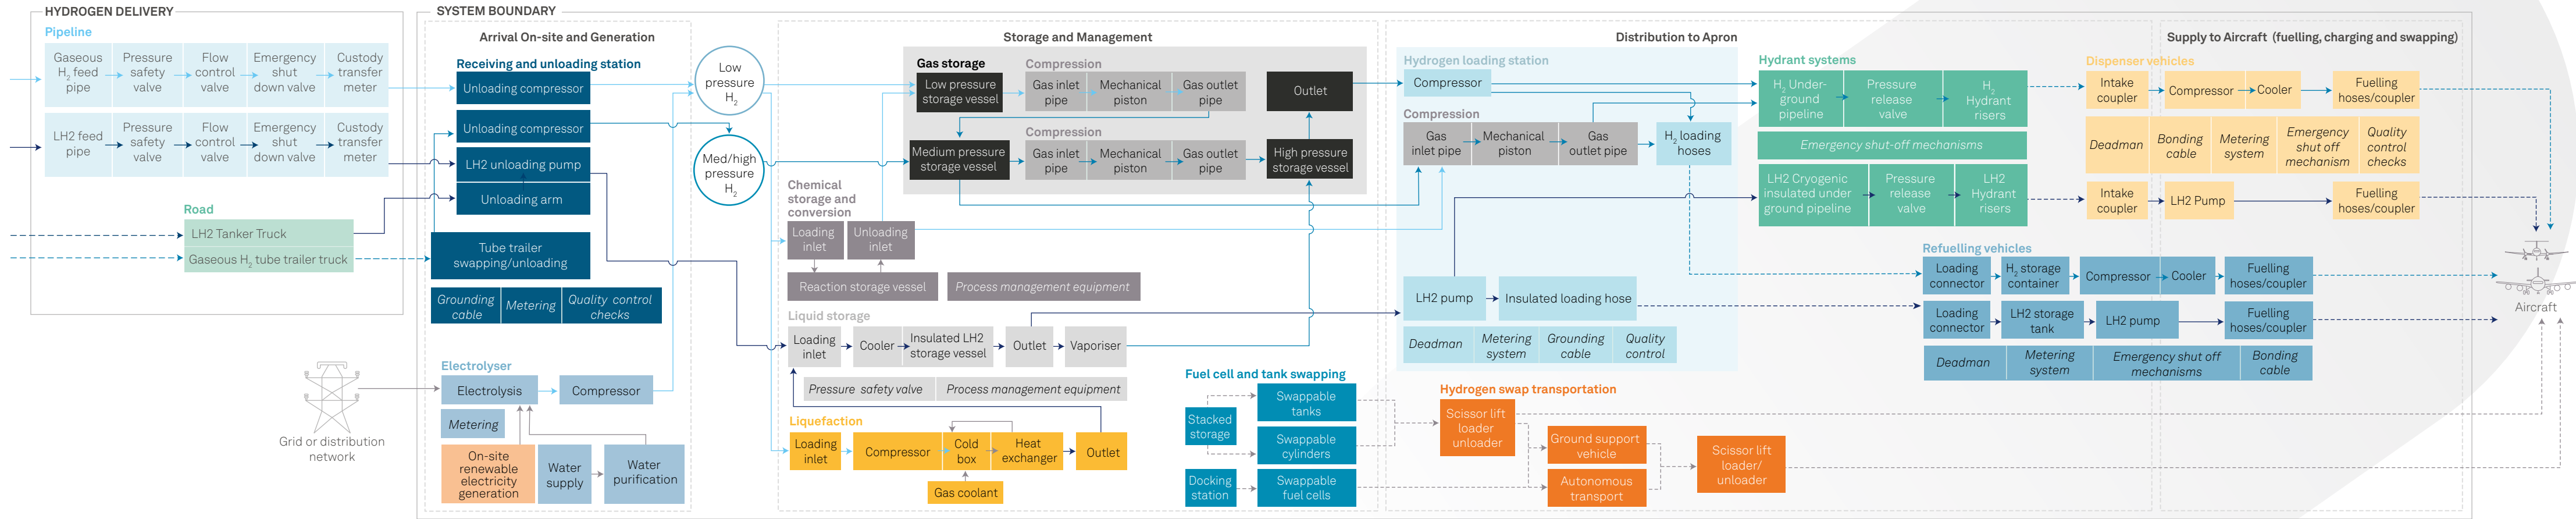 HYDROGEN DELIVERY
Pipeline
Gaseous
H2 feed
pipe
Pressure
safety
valve
Flow
control
valve
Emergency
shut
down valve
Custody
transfer
meter
LH2 feed
pipe
Pressure
safety
valve
Flow
control
valve
Emergency
shut
down valve
Custody
transfer
meter
Road
LH2 Tanker Truck
Gaseous H2 tube trailer truck
Grid or distribution
network
SYSTEM BOUNDARY
Arrival On-site and Generation
Receiving and unloading station
Unloading compressor
Unloading compressor
LH2 unloading pump
Unloading arm
Tube trailer
swapping/unloading
Grounding
cable
Metering
Quality control
checks
Electrolyser
Electrolysis
Compressor
Metering
On-site
renewable
electricity
generation
Water
supply
Water
purification
Low
pressure
H2
Med/high
pressure
H2
Storage and Management
Gas storage
Low pressure
storage vessel
Compression
Gas inlet
pipe
Mechanical
piston
Gas outlet
pipe
Outlet
Medium pressure
storage vessel
Compression
Gas inlet
pipe
Mechanical
piston
Gas outlet
pipe
High pressure
storage vessel
Chemical
storage and
conversion
Loading
inlet
Unloading
inlet
Reaction storage vessel
Process management equipment
Liquid storage
Loading
inlet
Cooler
Insulated LH2
storage vessel
Outlet
Vaporiser
Pressure safety valve
Process management equipment
Liquefaction
Loading
inlet
Compressor
Cold
box
Heat
exchanger
Outlet
Gas coolant
Fuel cell and tank swapping
Stacked
storage
Swappable
tanks
Swappable
cylinders
Docking
station
Swappable
fuel cells
Distribution to Apron
Hydrogen loading station
Compressor
Compression
Gas
inlet pipe
Mechanical
piston
Gas
outlet pipe
H2 loading
hoses
LH2 pump
Insulated loading hose
Deadman
Metering
system
Grounding
cable
Quality
control
Hydrogen swap transportation
Scissor lift
loader
unloader
Ground support
vehicle
Autonomous
transport
Scissor lift
loader/
unloader
Hydrant systems
H2 Under-
ground
pipeline
Pressure
release
valve
H2
Hydrant
risers
Emergency shut-off mechanisms
LH2 Cryogenic
insulated under
ground pipeline
Pressure
release
valve
LH2
Hydrant
risers
Supply to Aircraft (fuelling, charging and swapping)
Dispenser vehicles
Intake
coupler
Compressor
Cooler
Fuelling
hoses/coupler
Deadman
Bonding
cable
Metering
system
Emergency
shut off
mechanism
Quality
control
checks
Intake
coupler
LH2 Pump
Fuelling
hoses/coupler
Refuelling vehicles
Loading
connector
H2 storage
container
Compressor
Cooler
Fuelling
hoses/coupler
Loading
connector
LH2 storage
tank
LH2 pump
Fuelling
hoses/coupler
Deadman
Metering
system
Emergency shut off
mechanisms
Bonding
cable
Aircraft